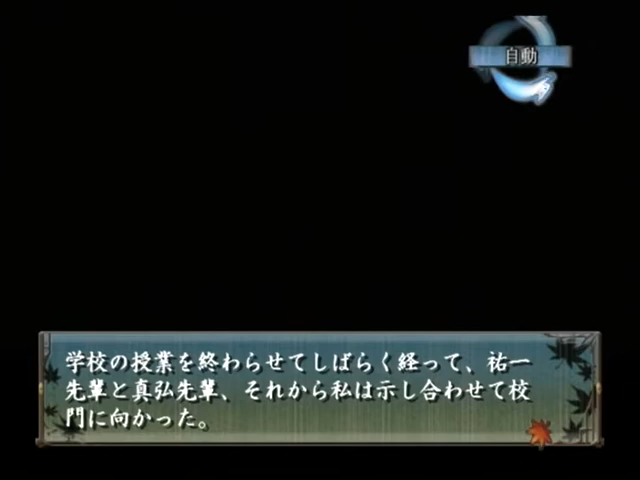 自動
学校の授業を終わらせてしばらく経って、祐一
先輩と真弘先輩、それから私は示し合わせて校
門に向かった。